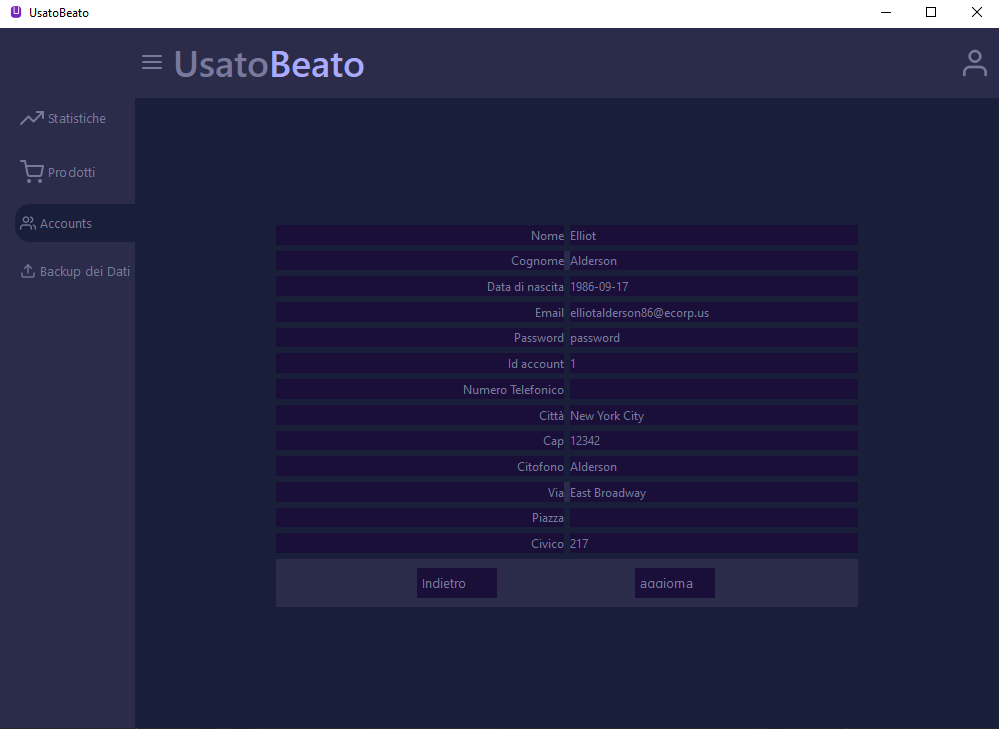 UsatoBeato
UsatoBeato
Statistiche
Prodotti
Accounts
Backup dei Dati
Nome Elliot
Cognome Alderson
Data di nascita 1986-09-17
Email elliotalderson86@ecorp.us
Password password
Id account 1
Numero Telefonico
Città New York City
Cap 12342
Citofono Alderson
Via East Broadway
Piazza
Civico 217
Indietro aggiorna